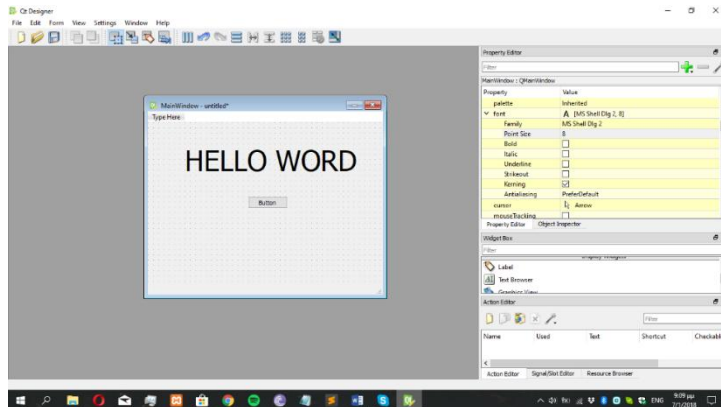 Qt Designer
File Edit Form View Settings Window Help
Property Editor
Filter
MainWindow : QMainWindow
Property Value
palette Inherited
font A [MS Shell Dlg 2, 8]
Family MS Shell Dlg 2
Point Size 8
Bold
Italic
Underline
Strikeout
Kerning
Antialiasing PreferDefault
cursor Arrow
mouseTracking
Property Editor Object Inspector
MainWindow - untitled*
Type Here
HELLO WORD
Button
Widget Box
Filter
Display Widgets
Label
Text Browser
Graphics View
Action Editor
Filter
Name Used Text Shortcut Checkabl
Action Editor Signal/Slot Editor Resource Browser
ENG
9:09 μμ
7/1/2018